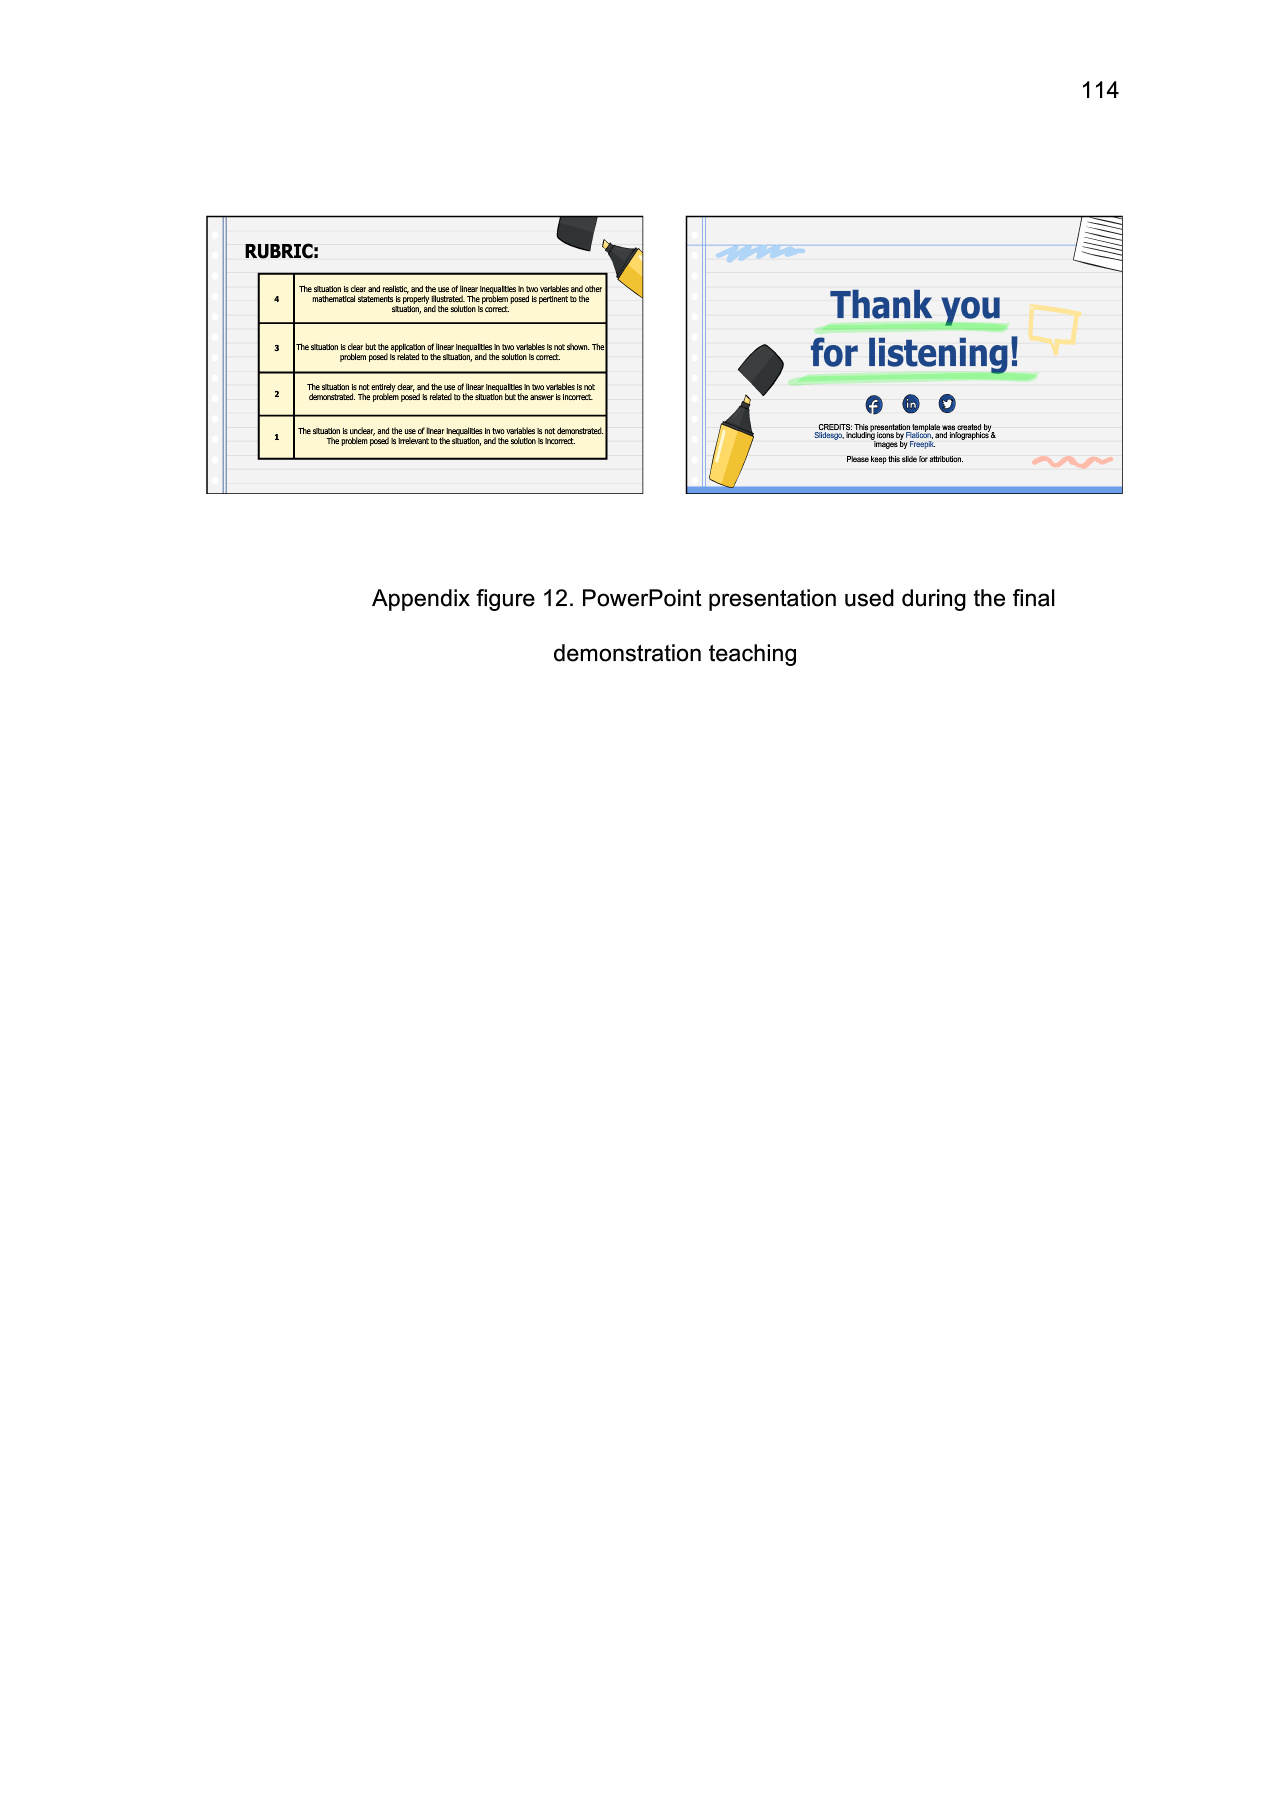 114
RUBRIC:
4
The situation is clear and realistic, and the use of linear inequalities in two variables and other
mathematical statements is properly illustrated. The problem posed is pertinent to the
situation, and the solution is correct.
3
The situation is clear but the application of linear inequalities in two variables is not shown. The
problem posed is related to the situation, and the solution is correct.
2
The situation is not entirely clear, and the use of linear inequalities in two variables is not
demonstrated. The problem posed is related to the situation but the answer is incorrect.
1
The situation is unclear, and the use of linear inequalities in two variables is not demonstrated.
The problem posed is irrelevant to the situation, and the solution is incorrect.
Thank you
for listening!
CREDITS: This presentation template was created by
Slidesgo, including icons by Flaticon, and infographics &
images by Freepik.
Please keep this slide for attribution.
Appendix figure 12. PowerPoint presentation used during the final
demonstration teaching